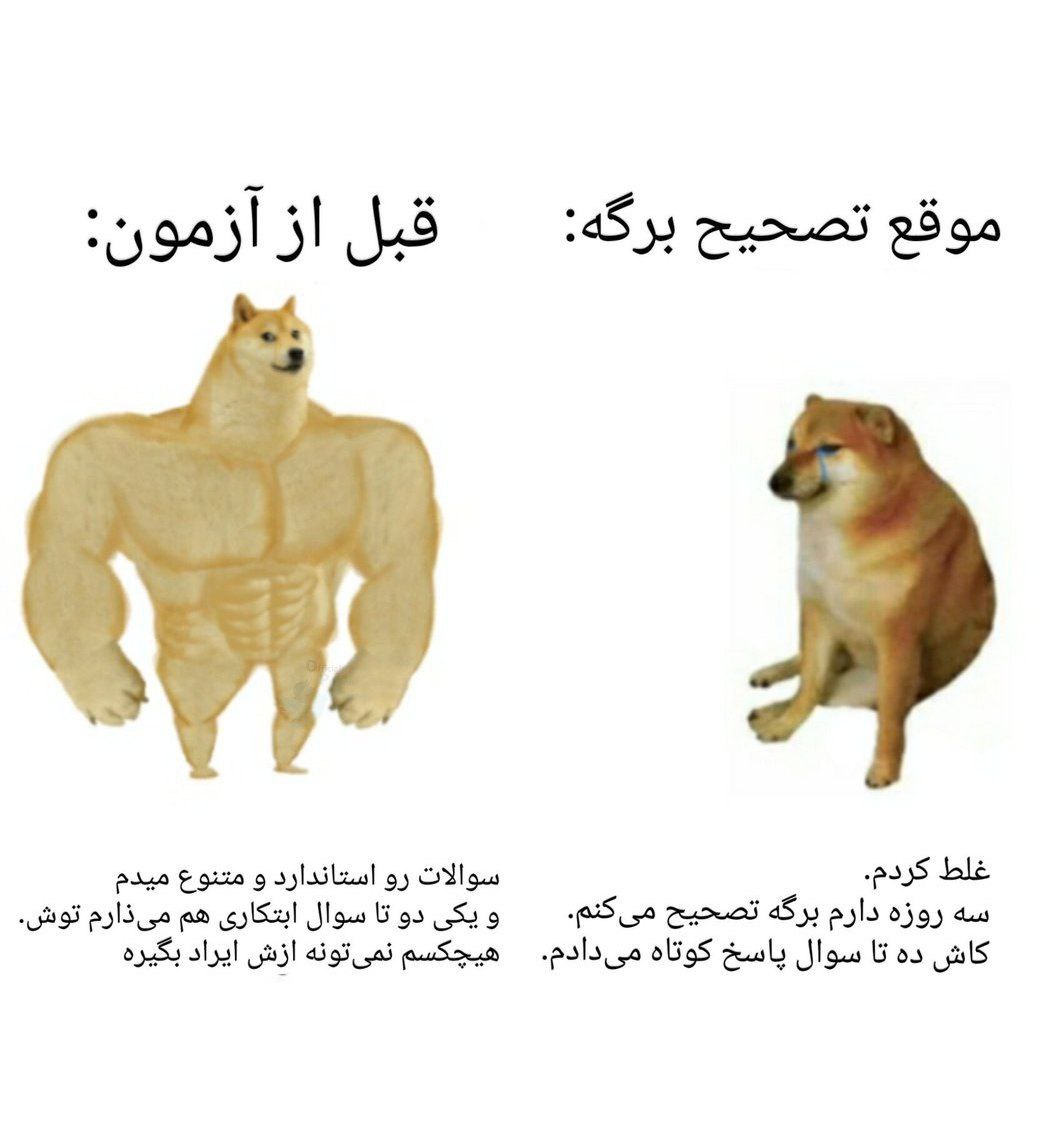 قبل از آزمون:
سوالات رو استاندارد و متنوع میدم
و یکی دو تا سوال ابتکاری هم می‌ذارم توش.
هیچکسم نمی‌تونه ازش ایراد بگیره
موقع تصحیح برگه:
غلط کردم.
سه روزه دارم برگه تصحیح می‌کنم.
کاش ده تا سوال پاسخ کوتاه می‌دادم.